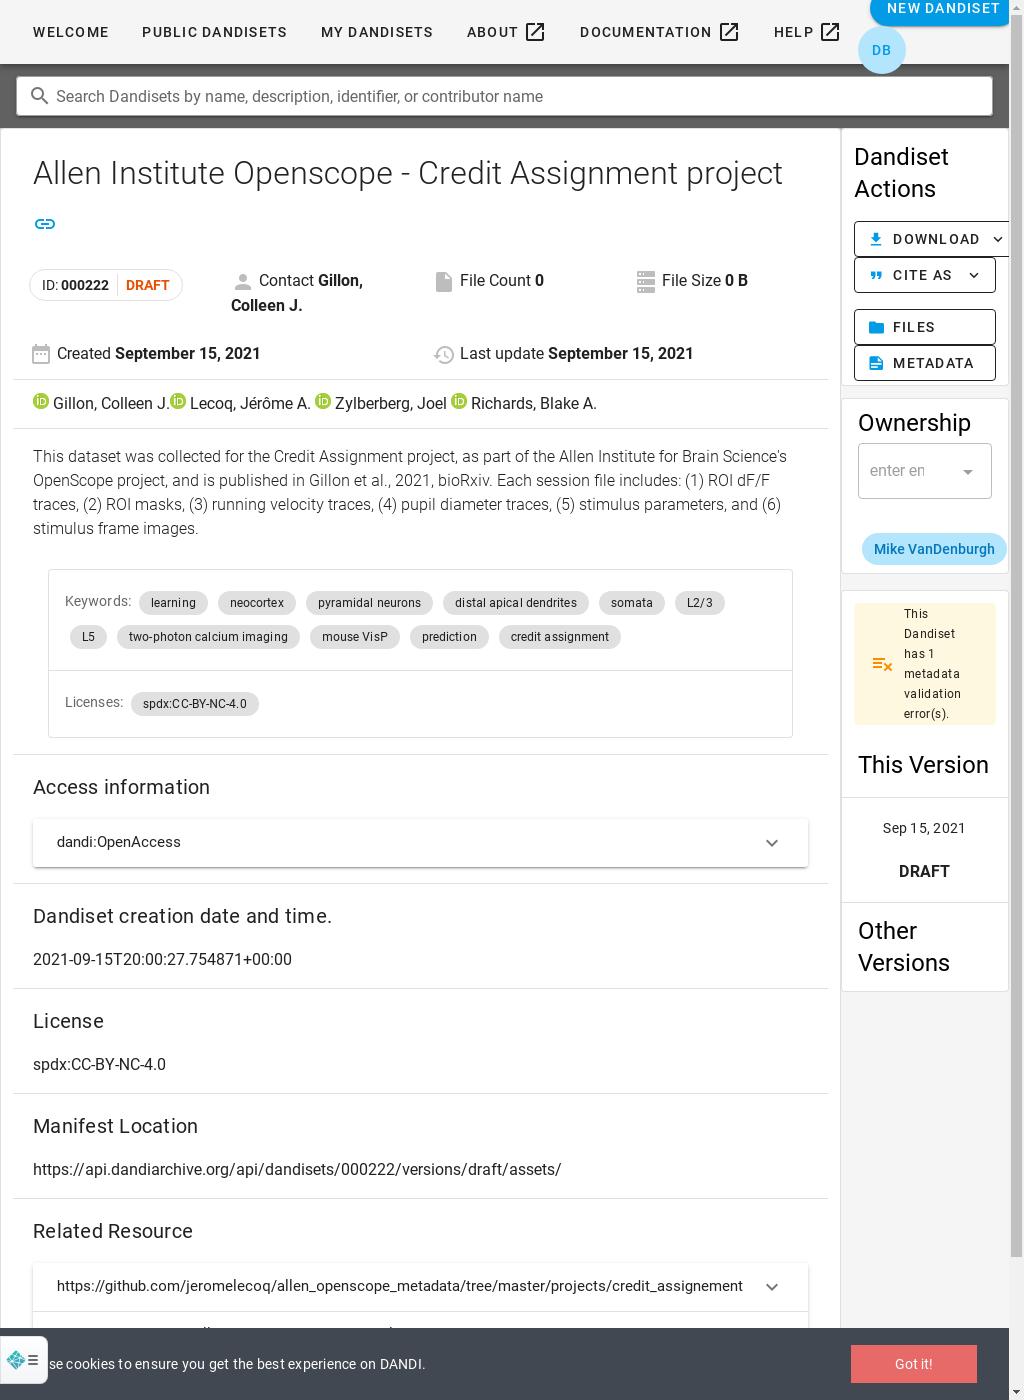 WELCOME PUBLIC DANDISETS MY DANDISETS ABOUT DOCUMENTATION HELP NEW DANDISET
DB
Search Dandisets by name, description, identifier, or contributor name
Allen Institute Openscope - Credit Assignment project
ID: 000222 DRAFT
Contact Gillon, Colleen J.
File Count 0
File Size 0 B
Created September 15, 2021
Last update September 15, 2021
Gillon, Colleen J. Lecoq, Jérôme A. Zylberberg, Joel Richards, Blake A.
This dataset was collected for the Credit Assignment project, as part of the Allen Institute for Brain Science's
OpenScope project, and is published in Gillon et al., 2021, bioRxiv. Each session file includes: (1) ROI dF/F
traces, (2) ROI masks, (3) running velocity traces, (4) pupil diameter traces, (5) stimulus parameters, and (6)
stimulus frame images.
Keywords: learning neocortex pyramidal neurons distal apical dendrites somata L2/3
L5 two-photon calcium imaging mouse VisP prediction credit assignment
Licenses: spdx:CC-BY-NC-4.0
Access information
dandi:OpenAccess
Dandiset creation date and time.
2021-09-15T20:00:27.754871+00:00
License
spdx:CC-BY-NC-4.0
Manifest Location
https://api.dandiarchive.org/api/dandisets/000222/versions/draft/assets/
Related Resource
https://github.com/jeromelecoq/allen_openscope_metadata/tree/master/projects/credit_assignement
Dandiset
Actions
DOWNLOAD
CITE AS
FILES
METADATA
Ownership
enter en
Mike VanDenburgh
This
Dandiset
has 1
metadata
validation
error(s).
This Version
Sep 15, 2021
DRAFT
Other
Versions
se cookies to ensure you get the best experience on DANDI.
Got it!